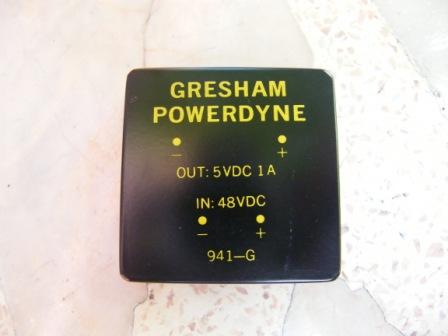 GRESHAM
POWERDYNE
− +
OUT: 5VDC 1A
IN: 48VDC
− +
941−G